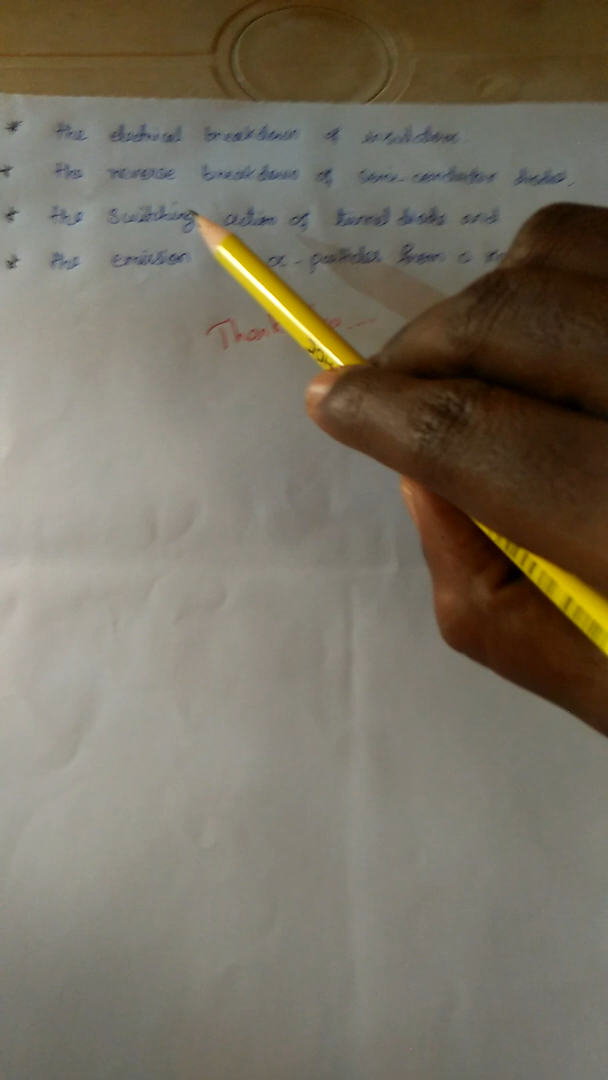 * the electrical breakdown of insulators
* the reverse breakdown of semi-conductor diodes,
* the switching action of tunnel diode and
* the emission α-particles from a
Thank